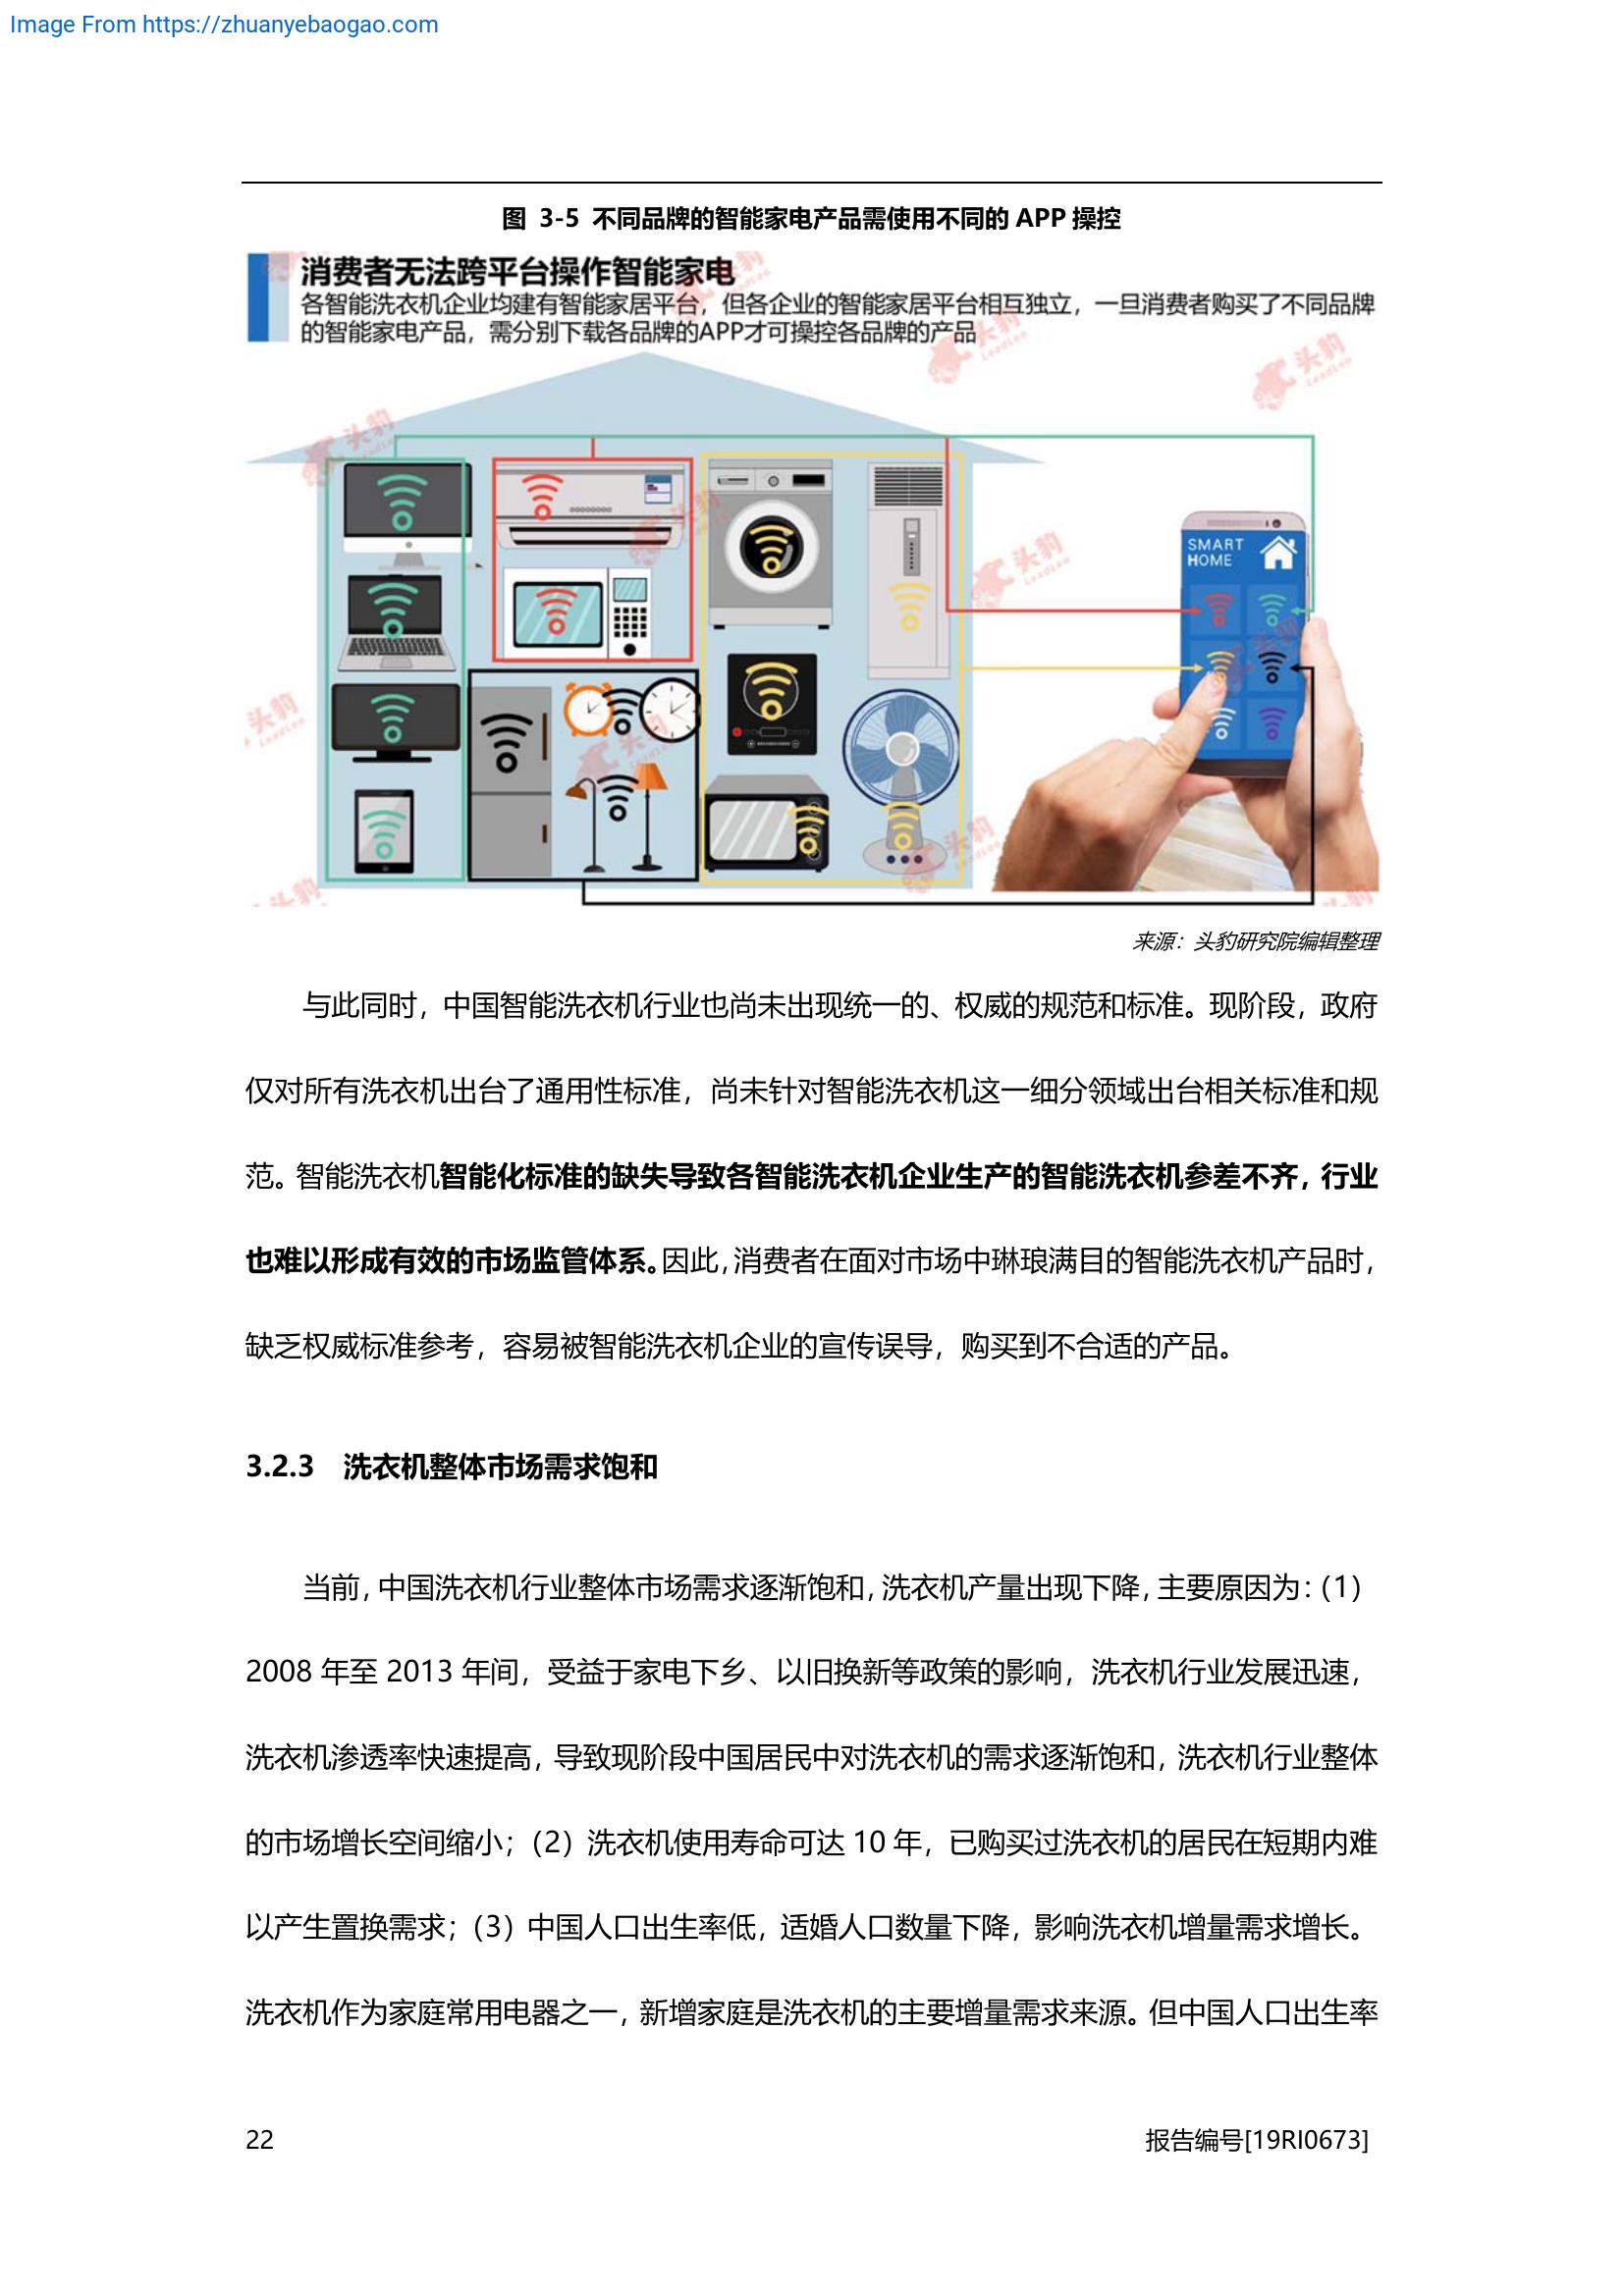 Image From https://zhuanyebaogao.com
图 3-5 不同品牌的智能家电产品需使用不同的 APP 操控
消费者无法跨平台操作智能家电
各智能洗衣机企业均建有智能家居平台，但各企业的智能家居平台相互独立，一旦消费者购买了不同品牌
的智能家电产品，需分别下载各品牌的APP才可操控各品牌的产品
头豹
LeadLeo
SMART
HOME
来源：头豹研究院编辑整理
与此同时，中国智能洗衣机行业也尚未出现统一的、权威的规范和标准。现阶段，政府
仅对所有洗衣机出台了通用性标准，尚未针对智能洗衣机这一细分领域出台相关标准和规
范。智能洗衣机智能化标准的缺失导致各智能洗衣机企业生产的智能洗衣机参差不齐，行业
也难以形成有效的市场监管体系。因此，消费者在面对市场中琳琅满目的智能洗衣机产品时，
缺乏权威标准参考，容易被智能洗衣机企业的宣传误导，购买到不合适的产品。
3.2.3 洗衣机整体市场需求饱和
当前，中国洗衣机行业整体市场需求逐渐饱和，洗衣机产量出现下降，主要原因为：（1）
2008 年至 2013 年间，受益于家电下乡、以旧换新等政策的影响，洗衣机行业发展迅速，
洗衣机渗透率快速提高，导致现阶段中国居民中对洗衣机的需求逐渐饱和，洗衣机行业整体
的市场增长空间缩小；（2）洗衣机使用寿命可达 10 年，已购买过洗衣机的居民在短期内难
以产生置换需求；（3）中国人口出生率低，适婚人口数量下降，影响洗衣机增量需求增长。
洗衣机作为家庭常用电器之一，新增家庭是洗衣机的主要增量需求来源。但中国人口出生率
22
报告编号[19RI0673]